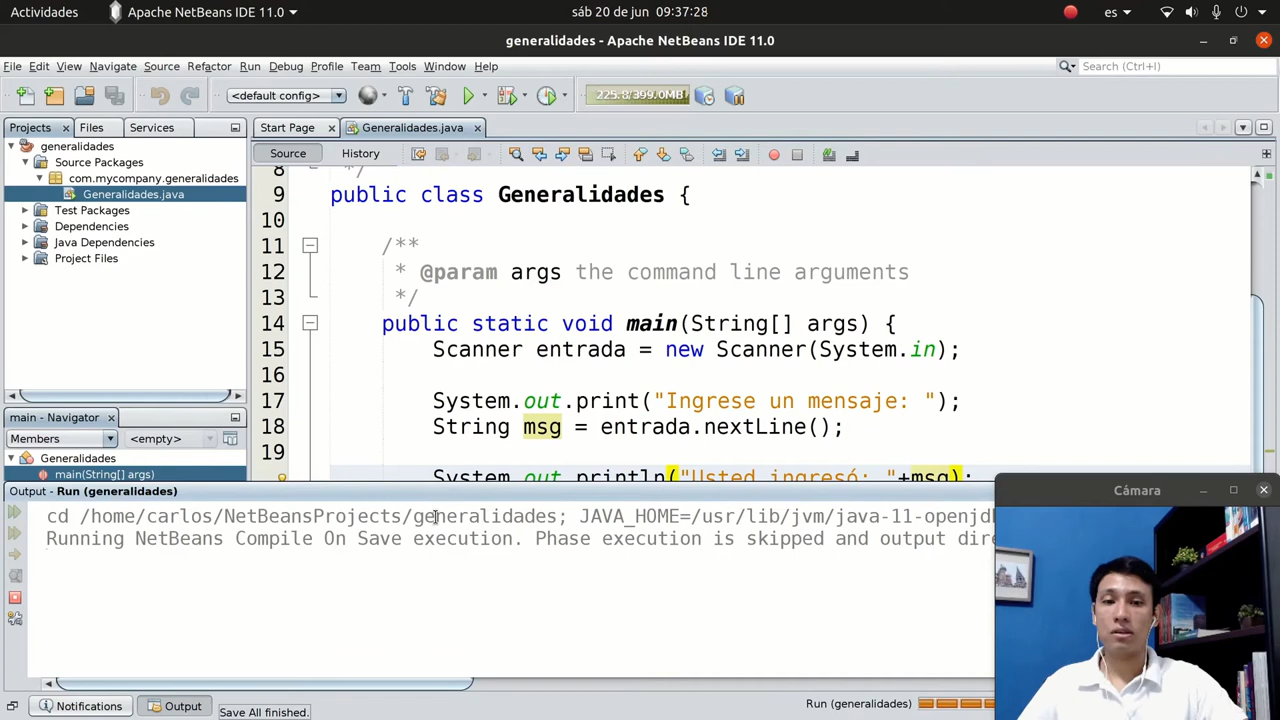 Actividades Apache NetBeans IDE 11.0 sáb 20 de jun 09:37:28 es
generalidades - Apache NetBeans IDE 11.0
File Edit View Navigate Source Refactor Run Debug Profile Team Tools Window Help Search (Ctrl+I)
<default config> 225.8/399.0MB
Projects Files Services Start Page Generalidades.java
generalidades
Source Packages
com.mycompany.generalidades
Generalidades.java
Test Packages
Dependencies
Java Dependencies
Project Files
Source History
8 */
9 public class Generalidades {
10
11 /**
12 * @param args the command line arguments
13 */
14 public static void main(String[] args) {
15 Scanner entrada = new Scanner(System.in);
16
17 System.out.print("Ingrese un mensaje: ");
18 String msg = entrada.nextLine();
19
System.out.println("Usted ingresó: "+msg);
main - Navigator
Members <empty>
Generalidades
main(String[] args)
Output - Run (generalidades)
cd /home/carlos/NetBeansProjects/generalidades; JAVA_HOME=/usr/lib/jvm/java-11-openjd
Running NetBeans Compile On Save execution. Phase execution is skipped and output dire
Cámara
Notifications Output Save All finished. Run (generalidades)